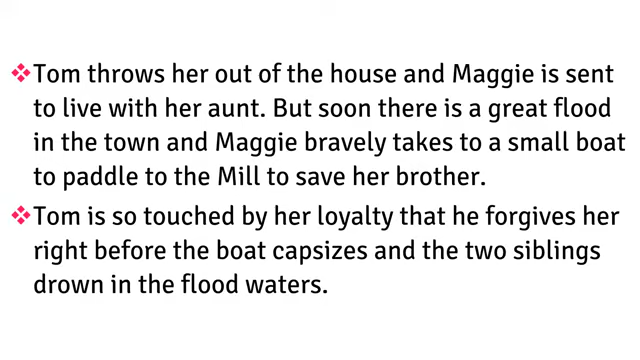 ❖Tom throws her out of the house and Maggie is sent
to live with her aunt. But soon there is a great flood
in the town and Maggie bravely takes to a small boat
to paddle to the Mill to save her brother.
❖Tom is so touched by her loyalty that he forgives her
right before the boat capsizes and the two siblings
drown in the flood waters.